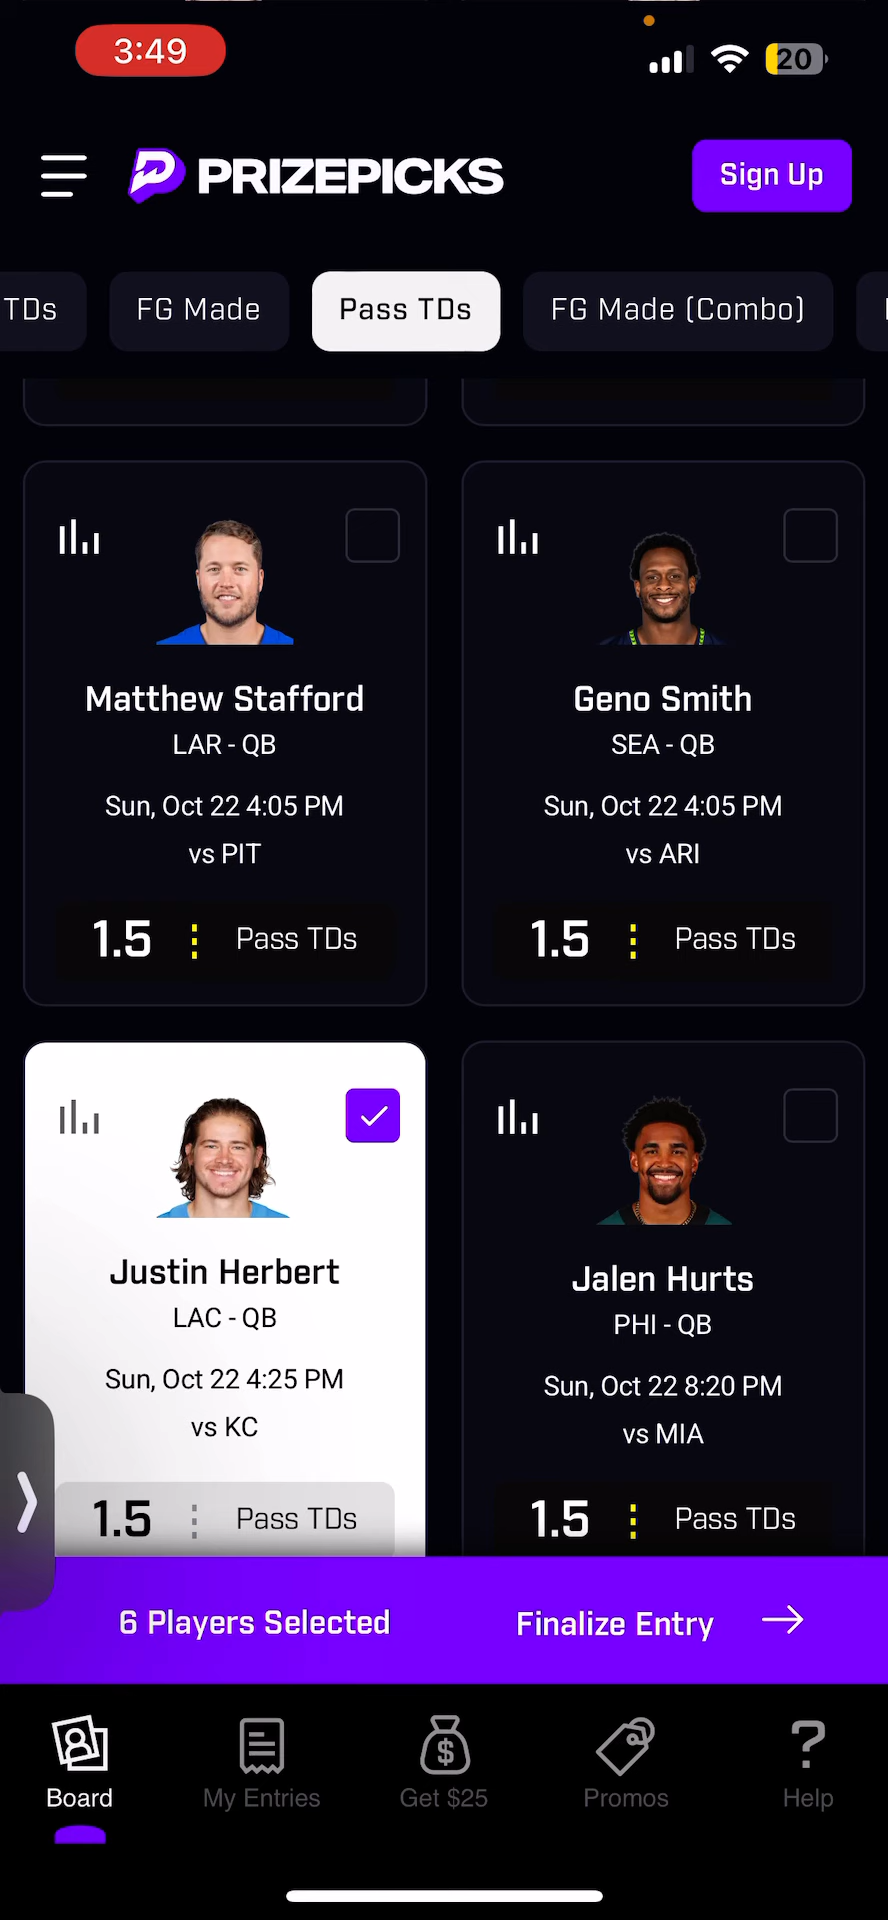 3:49
20
PRIZEPICKS
Sign Up
TDs
FG Made
Pass TDs
FG Made (Combo)
Matthew Stafford
LAR - QB
Sun, Oct 22 4:05 PM
vs PIT
1.5
Pass TDs
Geno Smith
SEA - QB
Sun, Oct 22 4:05 PM
vs ARI
1.5
Pass TDs
Justin Herbert
LAC - QB
Sun, Oct 22 4:25 PM
vs KC
1.5
Pass TDs
Jalen Hurts
PHI - QB
Sun, Oct 22 8:20 PM
vs MIA
1.5
Pass TDs
6 Players Selected
Finalize Entry
Board
My Entries
Get $25
Promos
Help